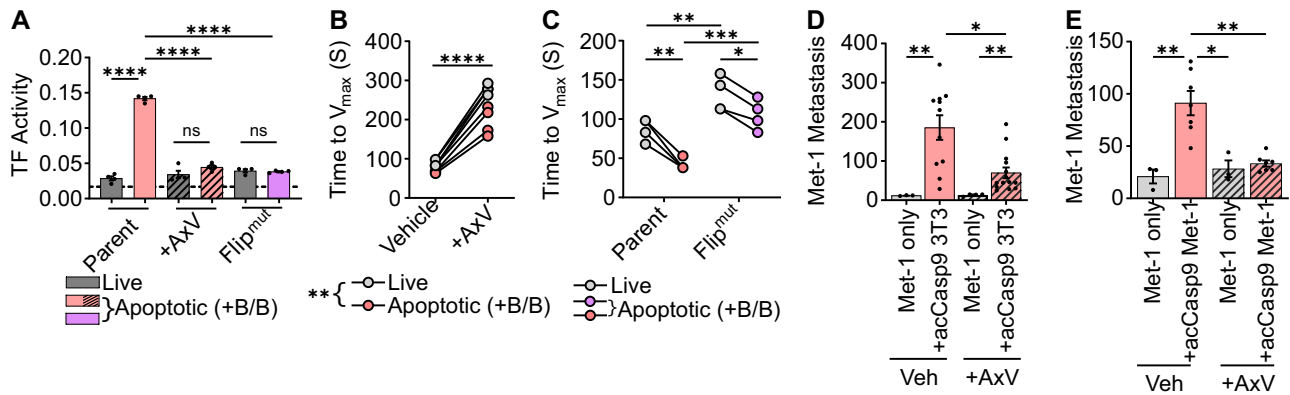 A
TF Activity
0.20
0.15
0.10
0.05
0.00
****
****
****
ns
ns
Parent
+AxV
Flip^mut
Live
Apoptotic (+B/B)
B
Time to V_max (S)
400
300
200
100
0
****
Vehicle
+AxV
**
Live
Apoptotic (+B/B)
C
Time to V_max (S)
200
150
100
50
0
**
***
**
*
Parent
Flip^mut
Live
Apoptotic (+B/B)
D
Met-1 Metastasis
400
300
200
100
0
*
**
**
Met-1 only
+acCasp9 3T3
Met-1 only
+acCasp9 3T3
Veh
+AxV
E
Met-1 Metastasis
150
100
50
0
**
**
*
Met-1 only
+acCasp9 Met-1
Met-1 only
+acCasp9 Met-1
Veh
+AxV